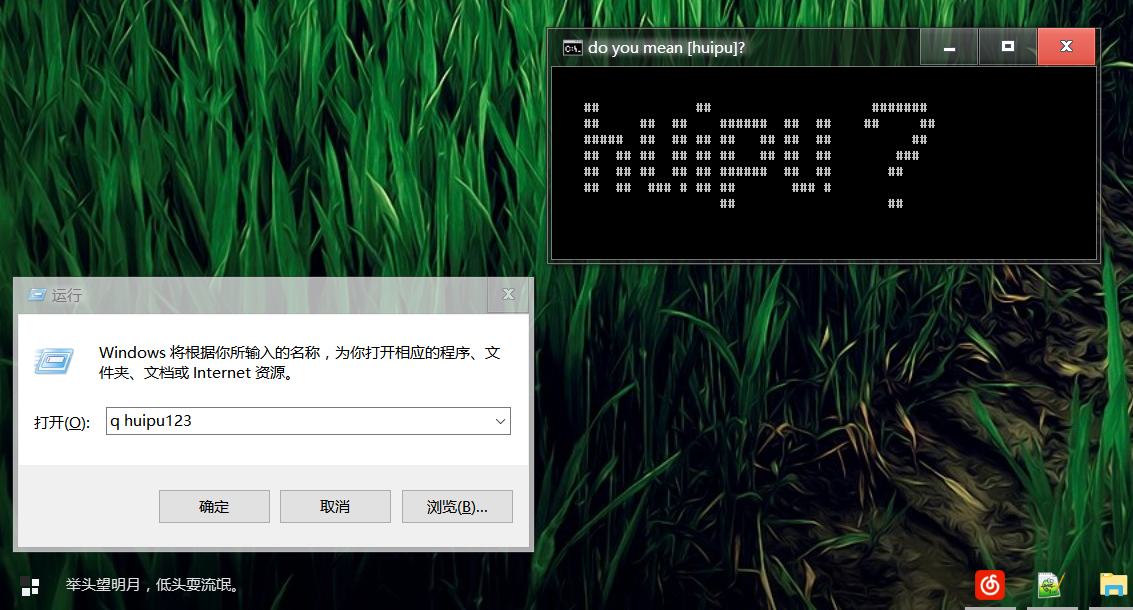 do you mean [huipu]?
huipu ?
运行
Windows 将根据你所输入的名称，为你打开相应的程序、文
件夹、文档或 Internet 资源。
打开(O):
q huipu123
确定
取消
浏览(B)...
举头望明月，低头耍流氓。